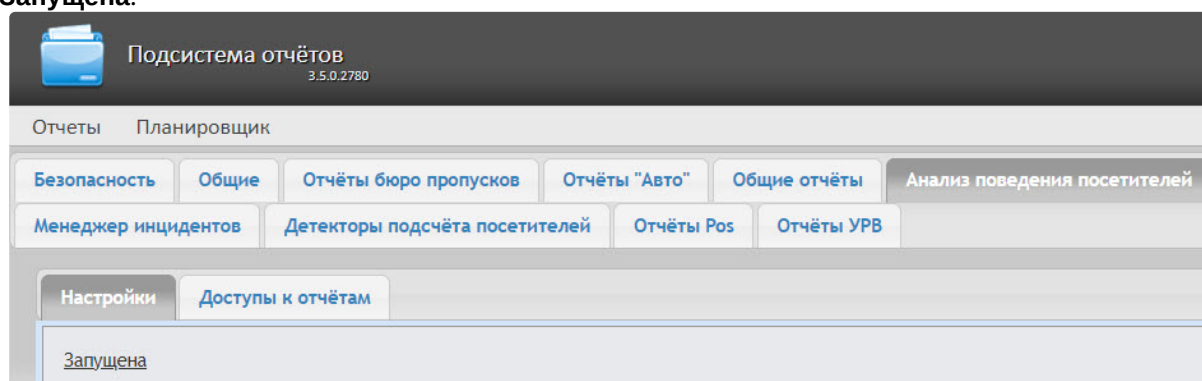 Запущена.
Подсистема отчётов
3.5.0.2780
Отчеты Планировщик
Безопасность Общие Отчёты бюро пропусков Отчёты "Авто" Общие отчёты Анализ поведения посетителей
Менеджер инцидентов Детекторы подсчёта посетителей Отчёты Pos Отчёты УРВ
Настройки Доступы к отчётам
Запущена